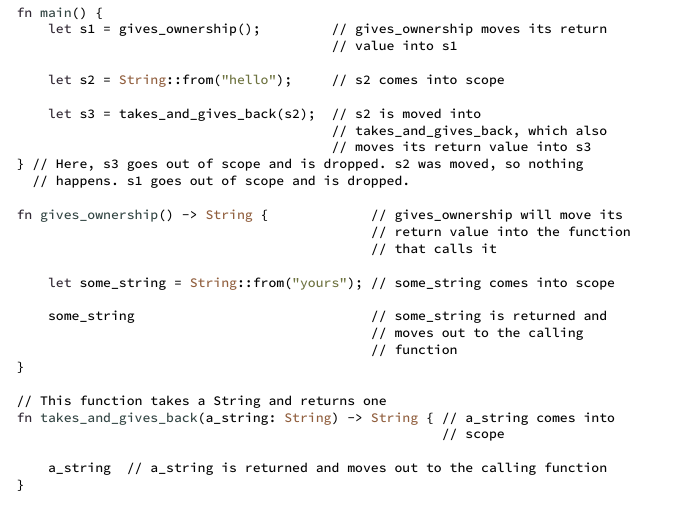 fn main() {
    let s1 = gives_ownership();         // gives_ownership moves its return
                                        // value into s1

    let s2 = String::from("hello");     // s2 comes into scope

    let s3 = takes_and_gives_back(s2);  // s2 is moved into
                                        // takes_and_gives_back, which also
                                        // moves its return value into s3
} // Here, s3 goes out of scope and is dropped. s2 was moved, so nothing
  // happens. s1 goes out of scope and is dropped.

fn gives_ownership() -> String {             // gives_ownership will move its
                                             // return value into the function
                                             // that calls it

    let some_string = String::from("yours"); // some_string comes into scope

    some_string                              // some_string is returned and
                                             // moves out to the calling
                                             // function
}

// This function takes a String and returns one
fn takes_and_gives_back(a_string: String) -> String { // a_string comes into
                                                      // scope

    a_string  // a_string is returned and moves out to the calling function
}